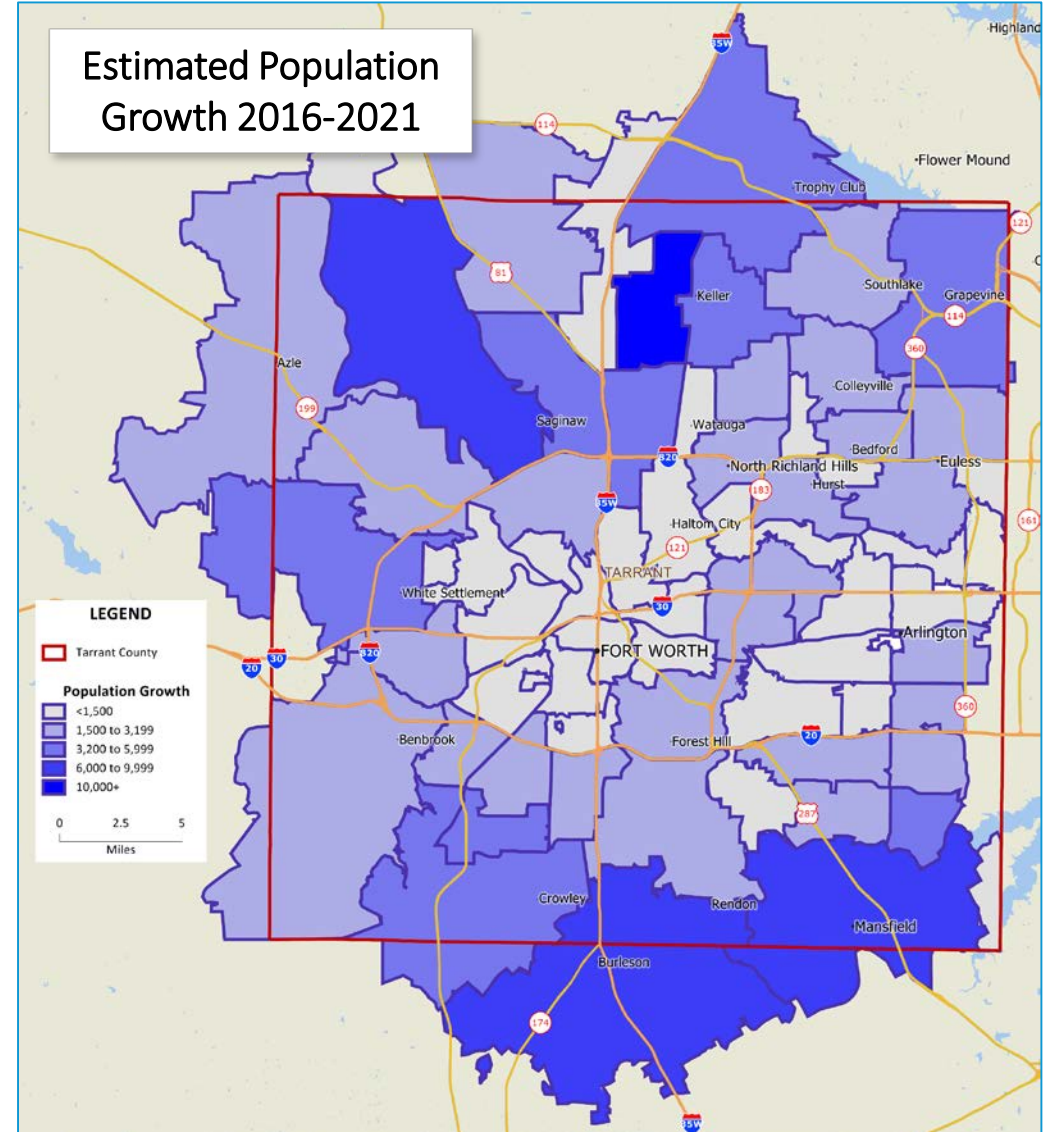 Estimated Population
Growth 2016-2021
Highland
35W
114
Flower Mound
Trophy Club
121
81
Keller
Southlake
Grapevine
114
360
Azle
Colleyville
199
Saginaw
Watauga
Bedford
820
North Richland Hills
Euless
183
Hurst
35W
Haltom City
161
121
TARRANT
White Settlement
30
LEGEND
Arlington
Tarrant County
FORT WORTH
20
30
820
Population Growth
<1,500
1,500 to 3,199
3,200 to 5,999
6,000 to 9,999
10,000+
360
Benbrook
Forest Hill
20
287
0 2.5 5
Miles
Crowley
Rendon
Mansfield
Burleson
174
35W